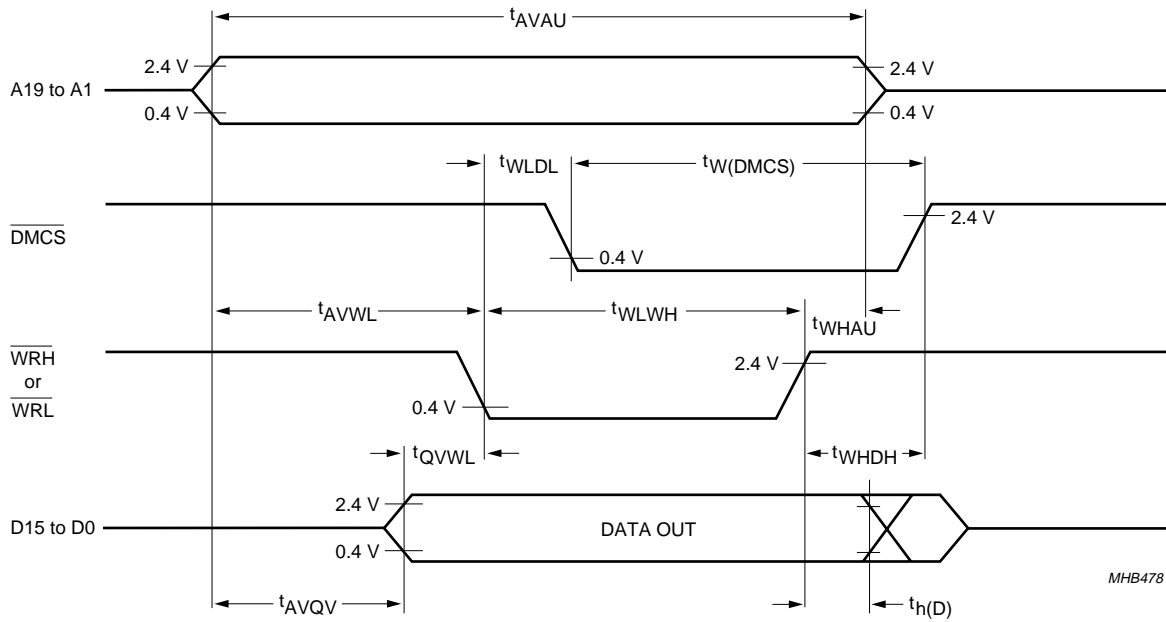 tAVAU
2.4 V
2.4 V
A19 to A1
0.4 V
0.4 V
tWLDL
tW(DMCS)
DMCS
2.4 V
0.4 V
tAVWL
tWLWH
tWHAU
WRH
or
WRL
2.4 V
0.4 V
tQVWL
tWHDH
2.4 V
D15 to D0
DATA OUT
0.4 V
MHB478
tAVQV
th(D)